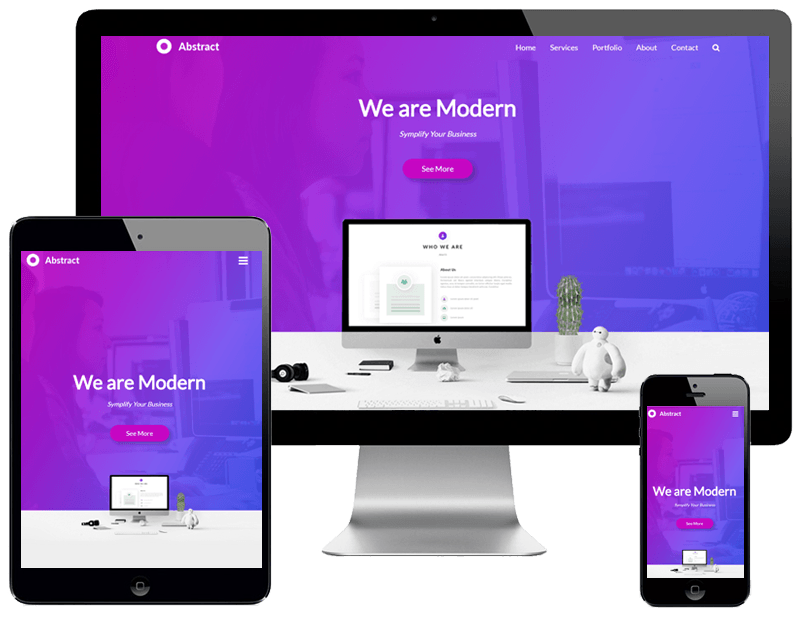 Abstract
Home Services Portfolio About Contact
We are Modern
Symplify Your Business
See More
WHO WE ARE
About Us
Abstract
We are Modern
Symplify Your Business
See More
Abstract
We are Modern
Symplify Your Business
See More